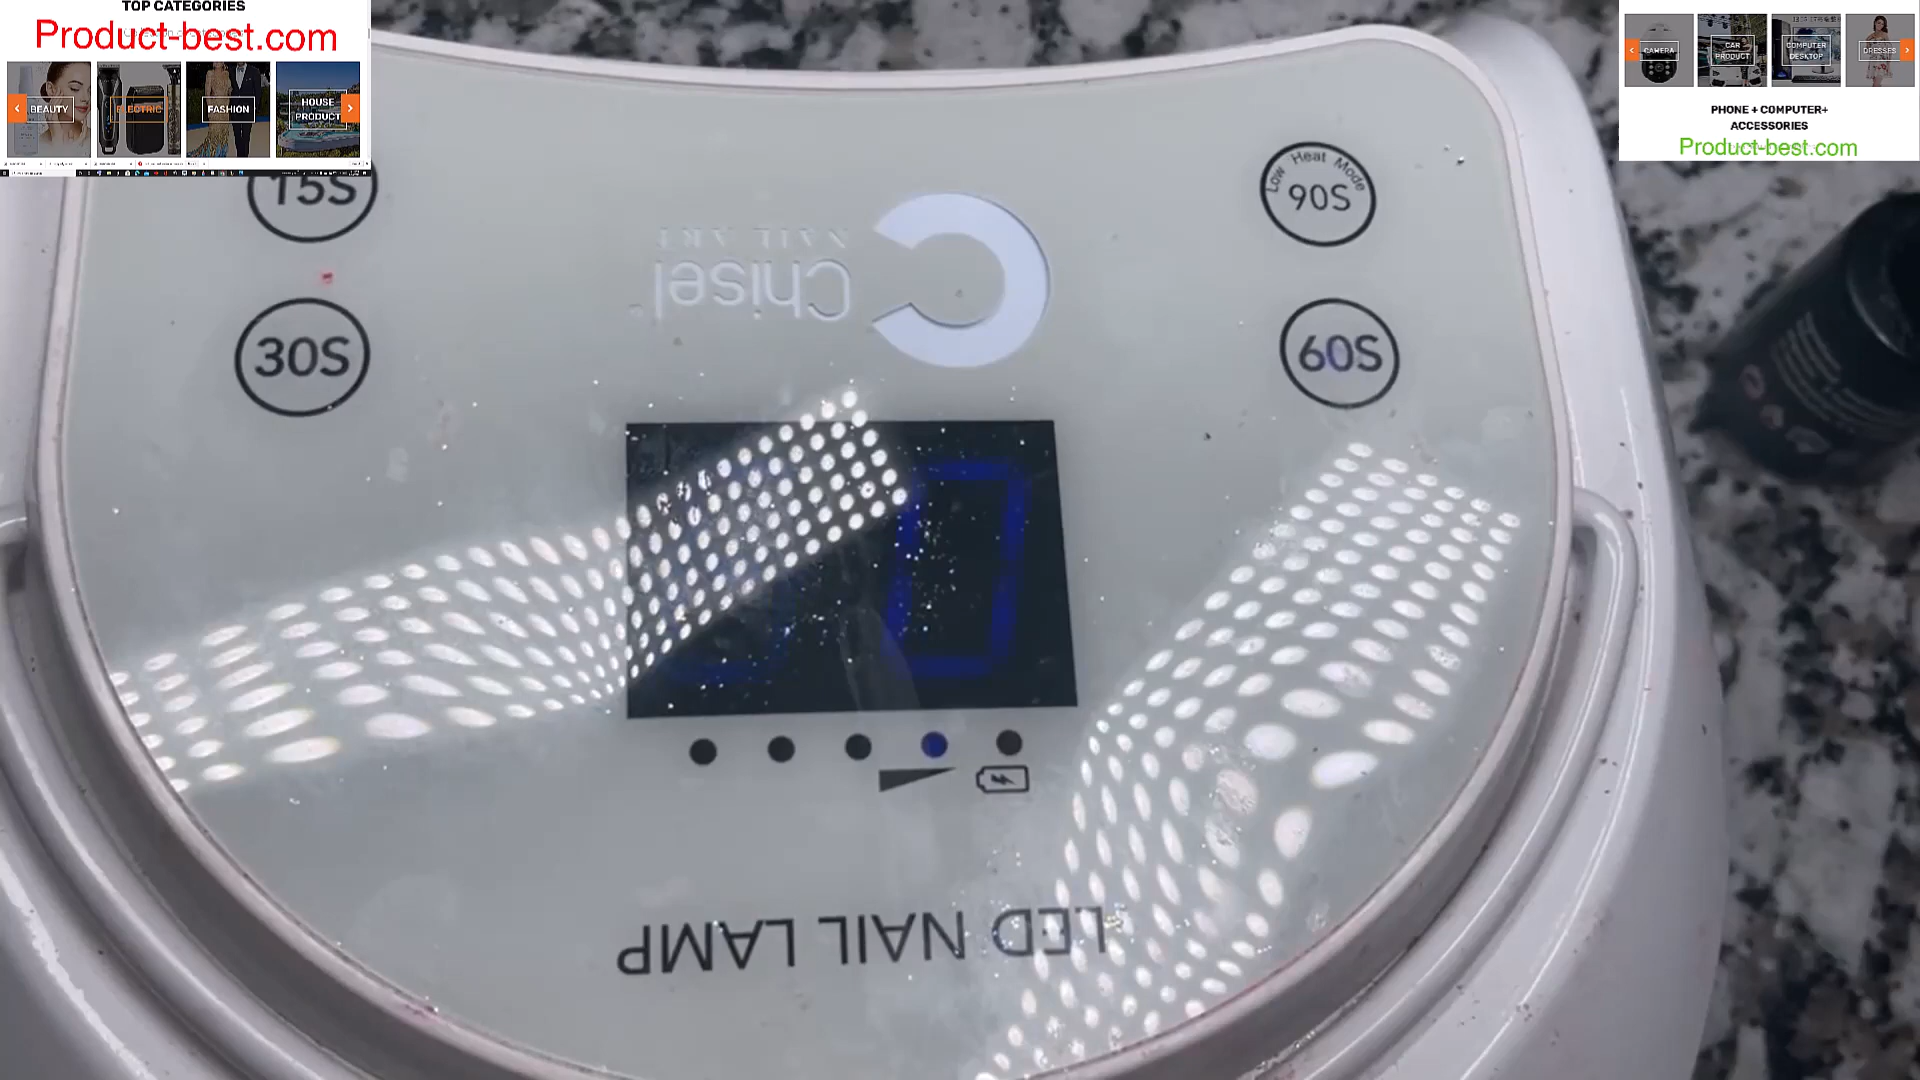 TOP CATEGORIES
Product-best.com
BEAUTY
ELECTRIC
FASHION
HOUSE
PRODUCT
CAMERA
CAR
PRODUCT
COMPUTER
DESKTOP
DRESSES
PHONE + COMPUTER+
ACCESSORIES
Product-best.com
15S
Low Heat Mode
90S
NAIL ART
Chisel
30S
60S
LED NAIL LAMP